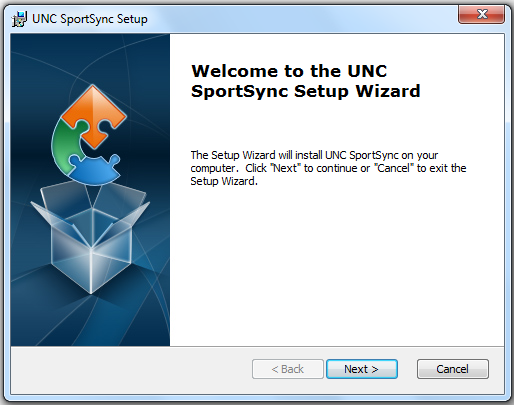 UNC SportSync Setup
X
Welcome to the UNC
SportSync Setup Wizard
The Setup Wizard will install UNC SportSync on your
computer.  Click "Next" to continue or "Cancel" to exit the
Setup Wizard.
< Back
Next >
Cancel